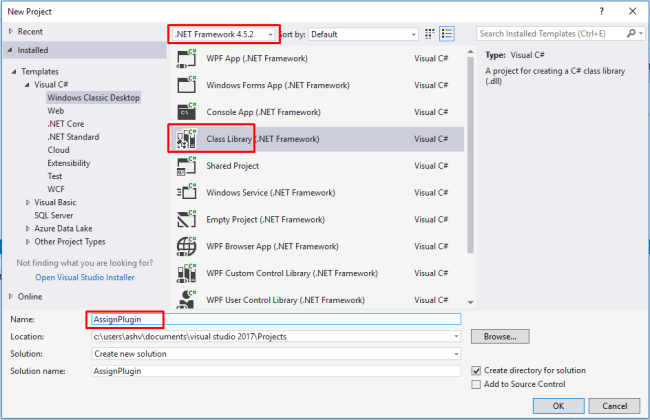 New Project
Recent
.NET Framework 4.5.2
Sort by: Default
Search Installed Templates (Ctrl+E)
Installed
Templates
Visual C#
Windows Classic Desktop
Web
.NET Core
.NET Standard
Cloud
Extensibility
Test
WCF
Visual Basic
SQL Server
Azure Data Lake
Other Project Types
Not finding what you are looking for?
Open Visual Studio Installer
Online
WPF App (.NET Framework) Visual C#
Windows Forms App (.NET Framework) Visual C#
Console App (.NET Framework) Visual C#
Class Library (.NET Framework) Visual C#
Shared Project Visual C#
Windows Service (.NET Framework) Visual C#
Empty Project (.NET Framework) Visual C#
WPF Browser App (.NET Framework) Visual C#
WPF Custom Control Library (.NET Framework) Visual C#
WPF User Control Library (.NET Framework) Visual C#
Type: Visual C#
A project for creating a C# class library
(.dll)
Name: AssignPlugin
Location: c:\users\ashv\documents\visual studio 2017\Projects
Browse...
Solution: Create new solution
Solution name: AssignPlugin
Create directory for solution
Add to Source Control
OK Cancel